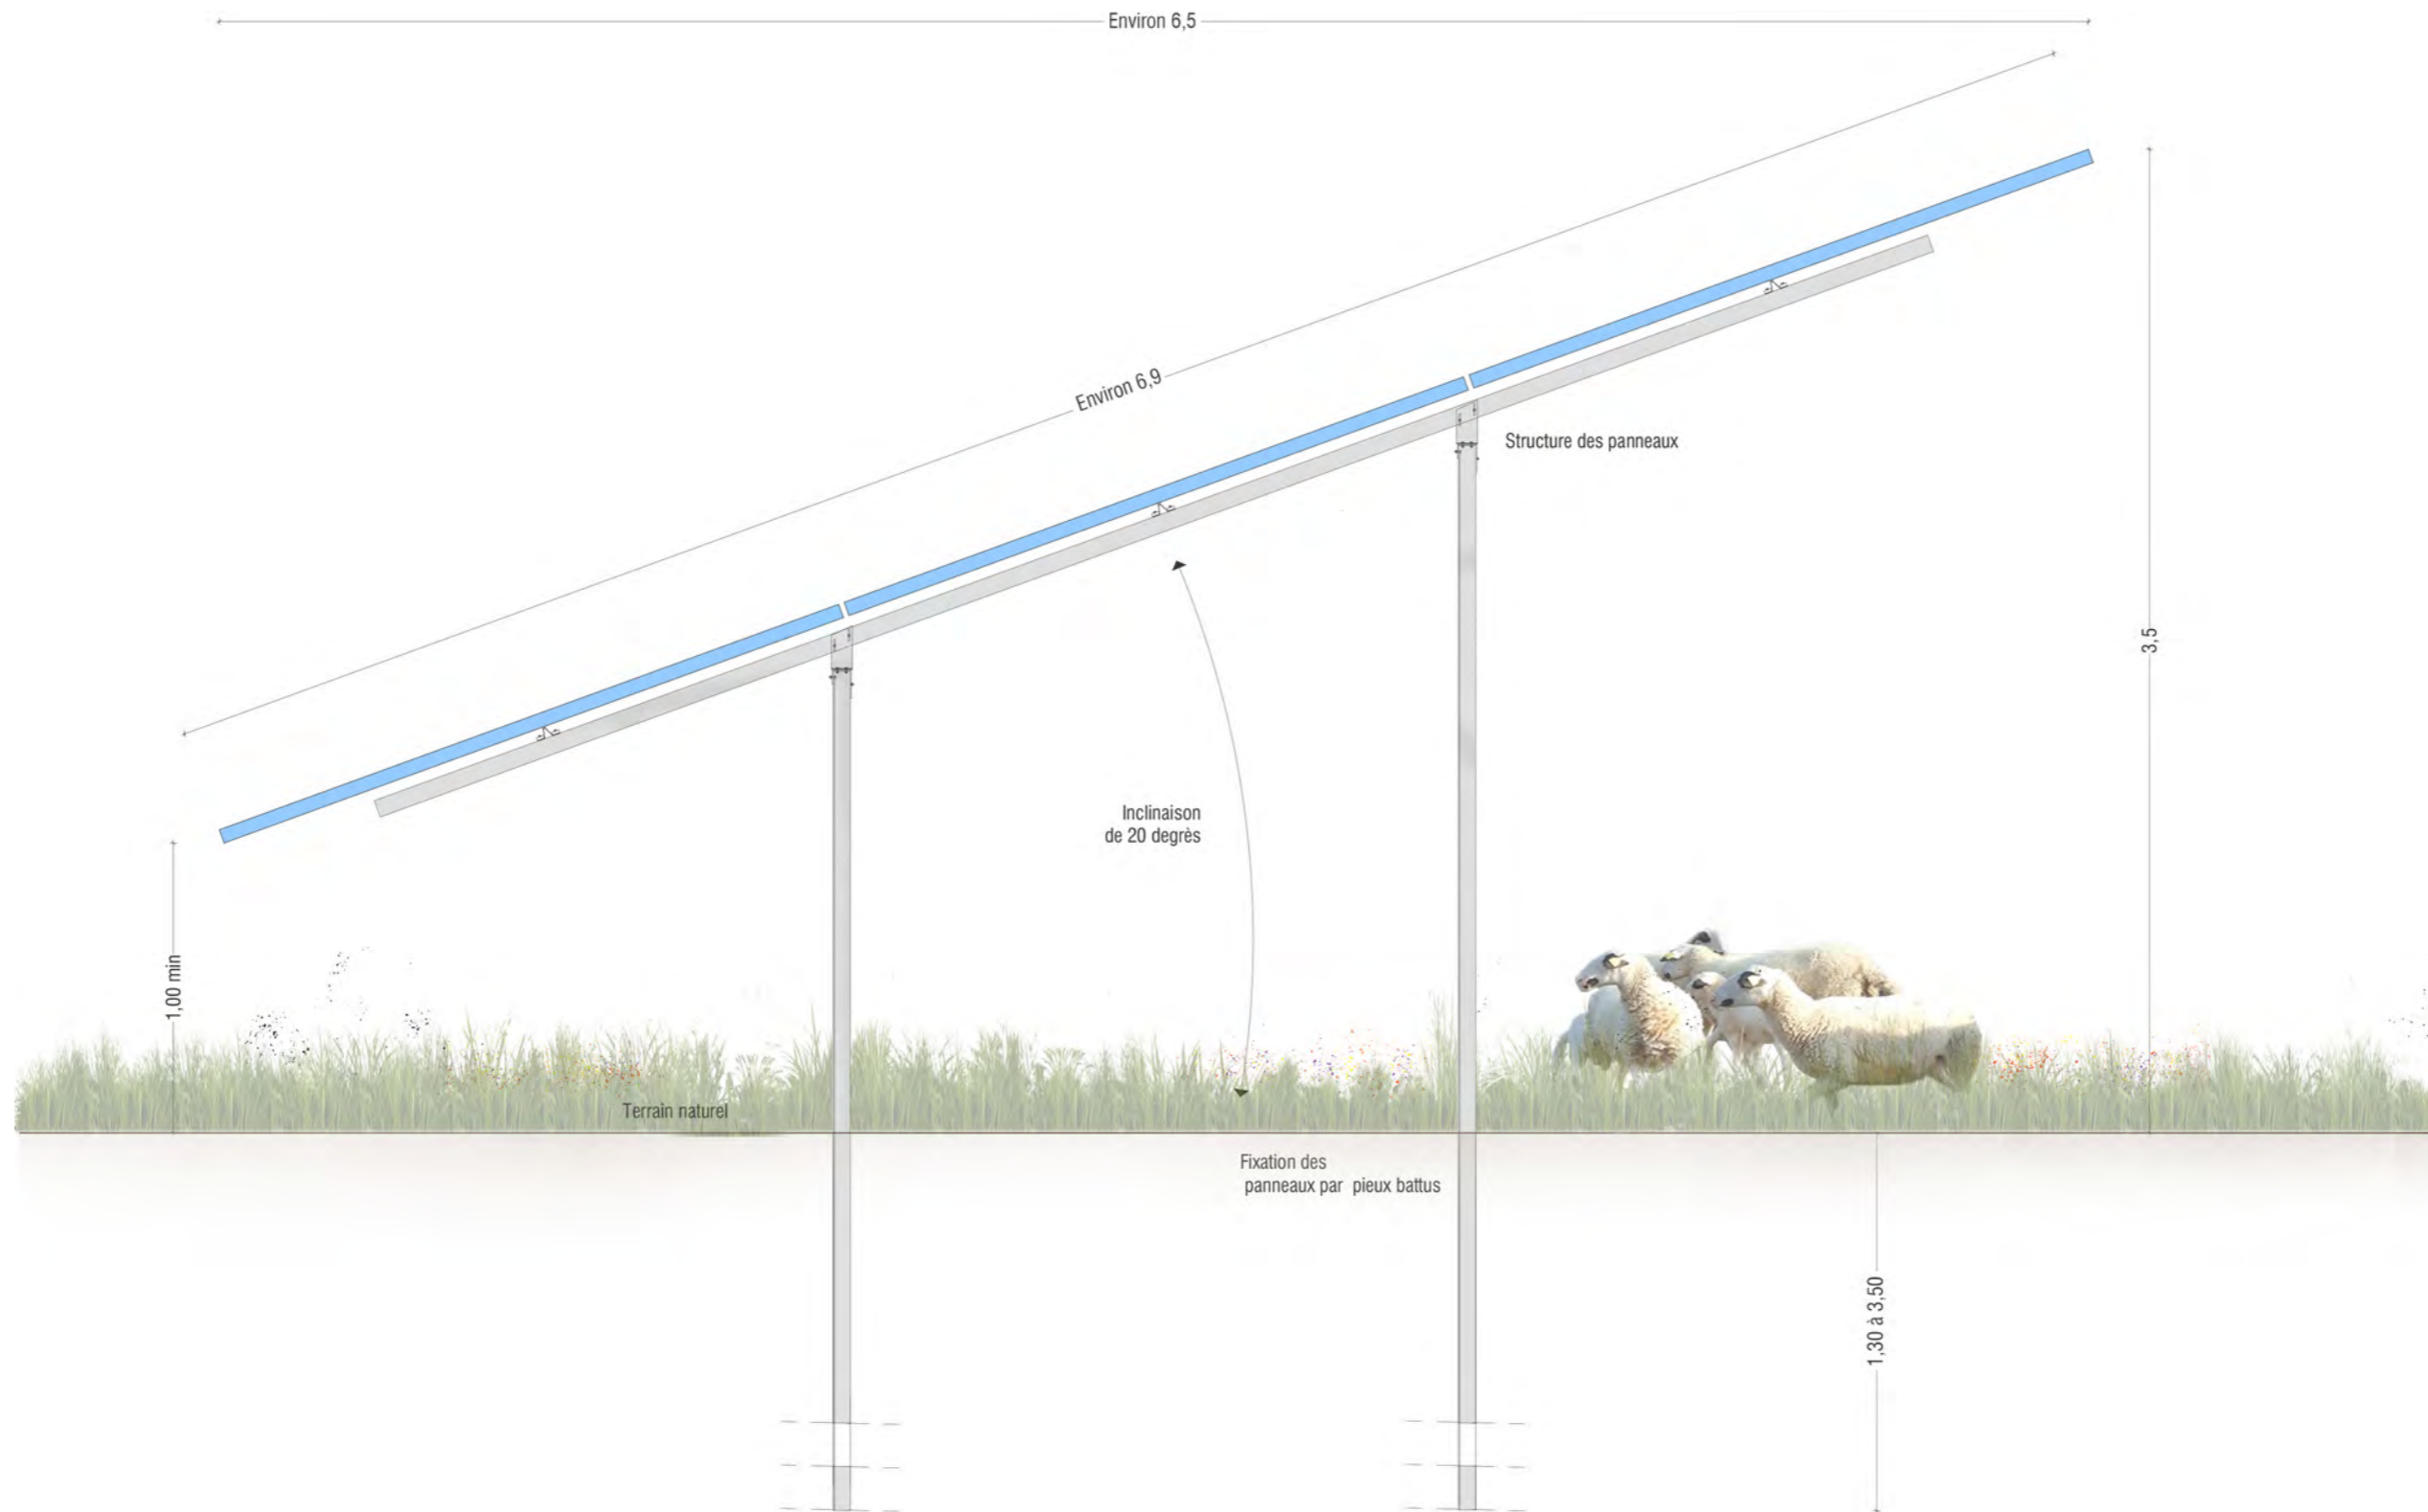 Environ 6,5
Environ 6,9
Structure des panneaux
3,5
Inclinaison
de 20 degrès
1,00 min
Terrain naturel
Fixation des
panneaux par pieux battus
1,30 à 3,50